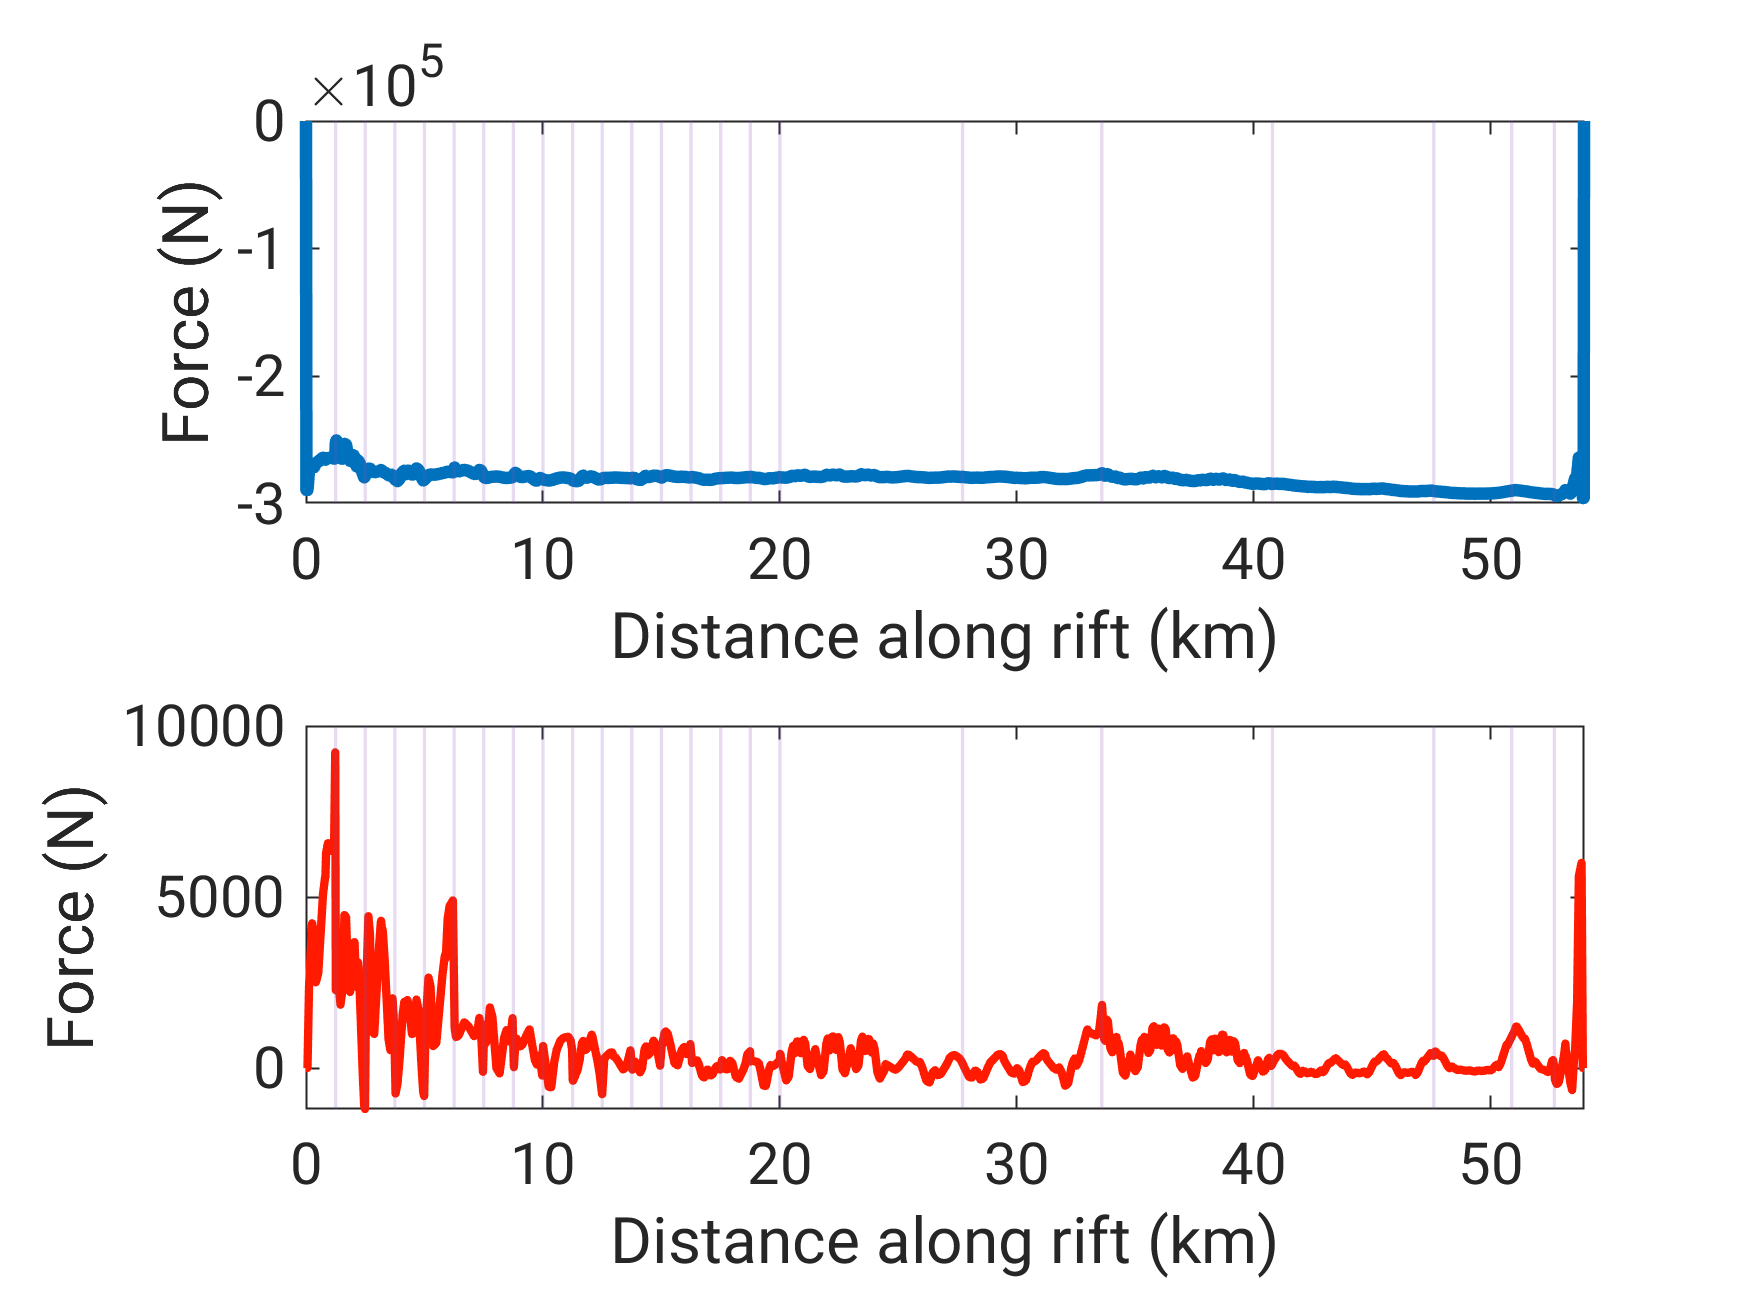 ×10⁵
0
-1
-2
-3
Force (N)
0 10 20 30 40 50
Distance along rift (km)
10000
5000
0
Force (N)
0 10 20 30 40 50
Distance along rift (km)